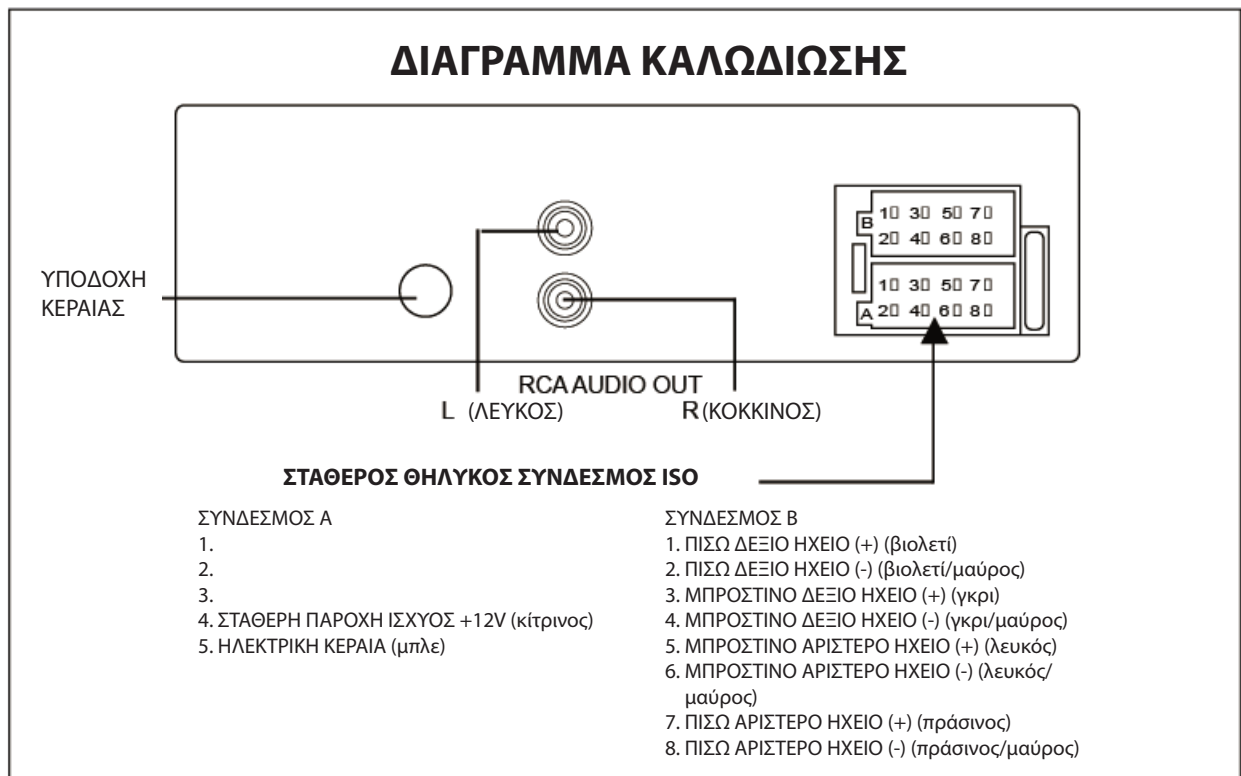 ΔΙΑΓΡΑΜΜΑ ΚΑΛΩΔΙΩΣΗΣ
B 1 3 5 7
2 4 6 8
1 3 5 7
A 2 4 6 8
ΥΠΟΔΟΧΗ
ΚΕΡΑΙΑΣ
RCA AUDIO OUT
L (ΛΕΥΚΟΣ) R (ΚΟΚΚΙΝΟΣ)
ΣΤΑΘΕΡΟΣ ΘΗΛΥΚΟΣ ΣΥΝΔΕΣΜΟΣ ISO
ΣΥΝΔΕΣΜΟΣ Α
1.
2.
3.
4. ΣΤΑΘΕΡΗ ΠΑΡΟΧΗ ΙΣΧΥΟΣ +12V (κίτρινος)
5. ΗΛΕΚΤΡΙΚΗ ΚΕΡΑΙΑ (μπλε)
ΣΥΝΔΕΣΜΟΣ Β
1. ΠΙΣΩ ΔΕΞΙΟ ΗΧΕΙΟ (+) (βιολετί)
2. ΠΙΣΩ ΔΕΞΙΟ ΗΧΕΙΟ (-) (βιολετί/μαύρος)
3. ΜΠΡΟΣΤΙΝΟ ΔΕΞΙΟ ΗΧΕΙΟ (+) (γκρι)
4. ΜΠΡΟΣΤΙΝΟ ΔΕΞΙΟ ΗΧΕΙΟ (-) (γκρι/μαύρος)
5. ΜΠΡΟΣΤΙΝΟ ΑΡΙΣΤΕΡΟ ΗΧΕΙΟ (+) (λευκός)
6. ΜΠΡΟΣΤΙΝΟ ΑΡΙΣΤΕΡΟ ΗΧΕΙΟ (-) (λευκός/
μαύρος)
7. ΠΙΣΩ ΑΡΙΣΤΕΡΟ ΗΧΕΙΟ (+) (πράσινος)
8. ΠΙΣΩ ΑΡΙΣΤΕΡΟ ΗΧΕΙΟ (-) (πράσινος/μαύρος)